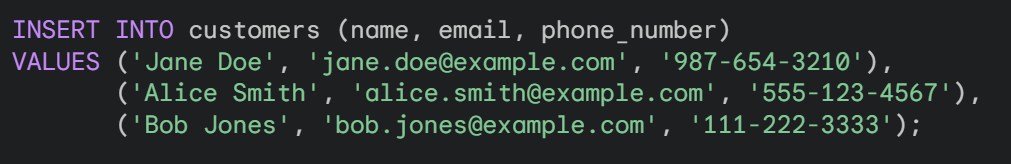 INSERT INTO customers (name, email, phone_number)
VALUES ('Jane Doe', 'jane.doe@example.com', '987-654-3210'),
('Alice Smith', 'alice.smith@example.com', '555-123-4567'),
('Bob Jones', 'bob.jones@example.com', '111-222-3333');